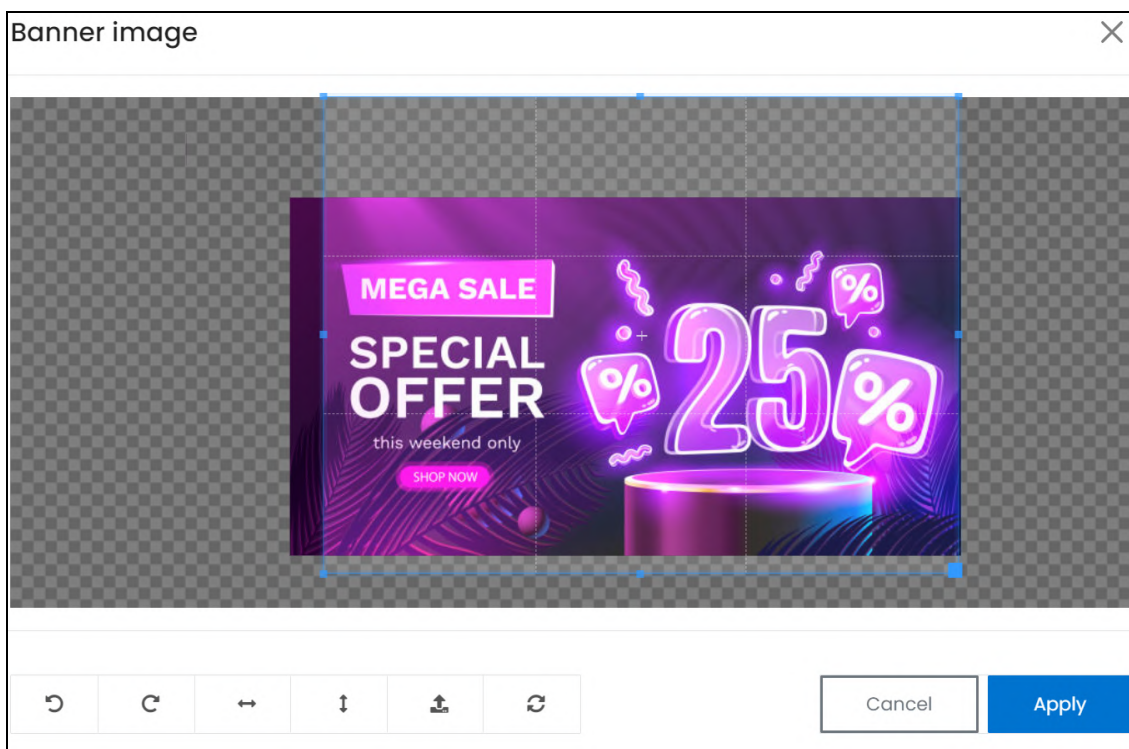 Banner image
MEGA SALE
SPECIAL
OFFER
this weekend only
SHOP NOW
%
25
%
%
Cancel
Apply